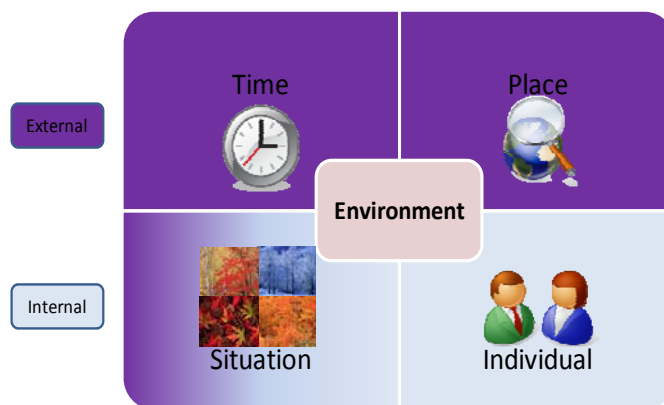 Time
Place
External
Environment
Internal
Situation
Individual